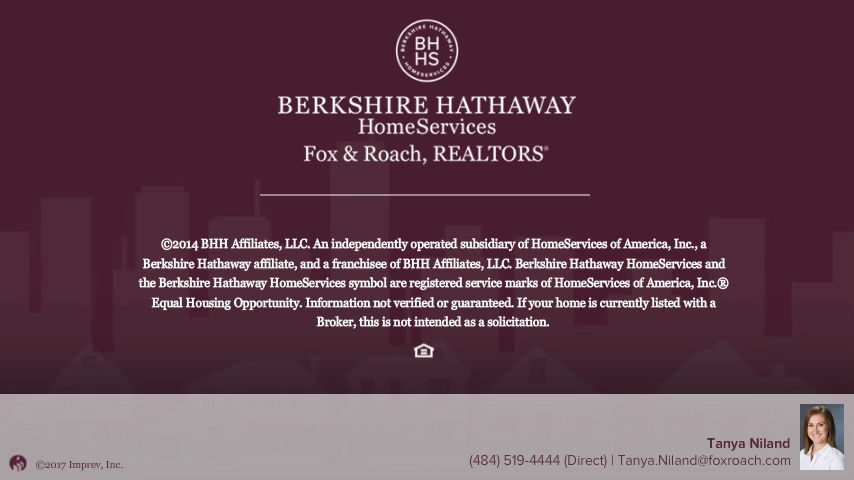 BERKSHIRE HATHAWAY
HOMESERVICES
BH
HS
BERKSHIRE HATHAWAY
HomeServices
Fox & Roach, REALTORS®
©2014 BHH Affiliates, LLC. An independently operated subsidiary of HomeServices of America, Inc., a
Berkshire Hathaway affiliate, and a franchisee of BHH Affiliates, LLC. Berkshire Hathaway HomeServices and
the Berkshire Hathaway HomeServices symbol are registered service marks of HomeServices of America, Inc.®
Equal Housing Opportunity. Information not verified or guaranteed. If your home is currently listed with a
Broker, this is not intended as a solicitation.
Tanya Niland
(484) 519-4444 (Direct) | Tanya.Niland@foxroach.com
©2017 Imprev, Inc.